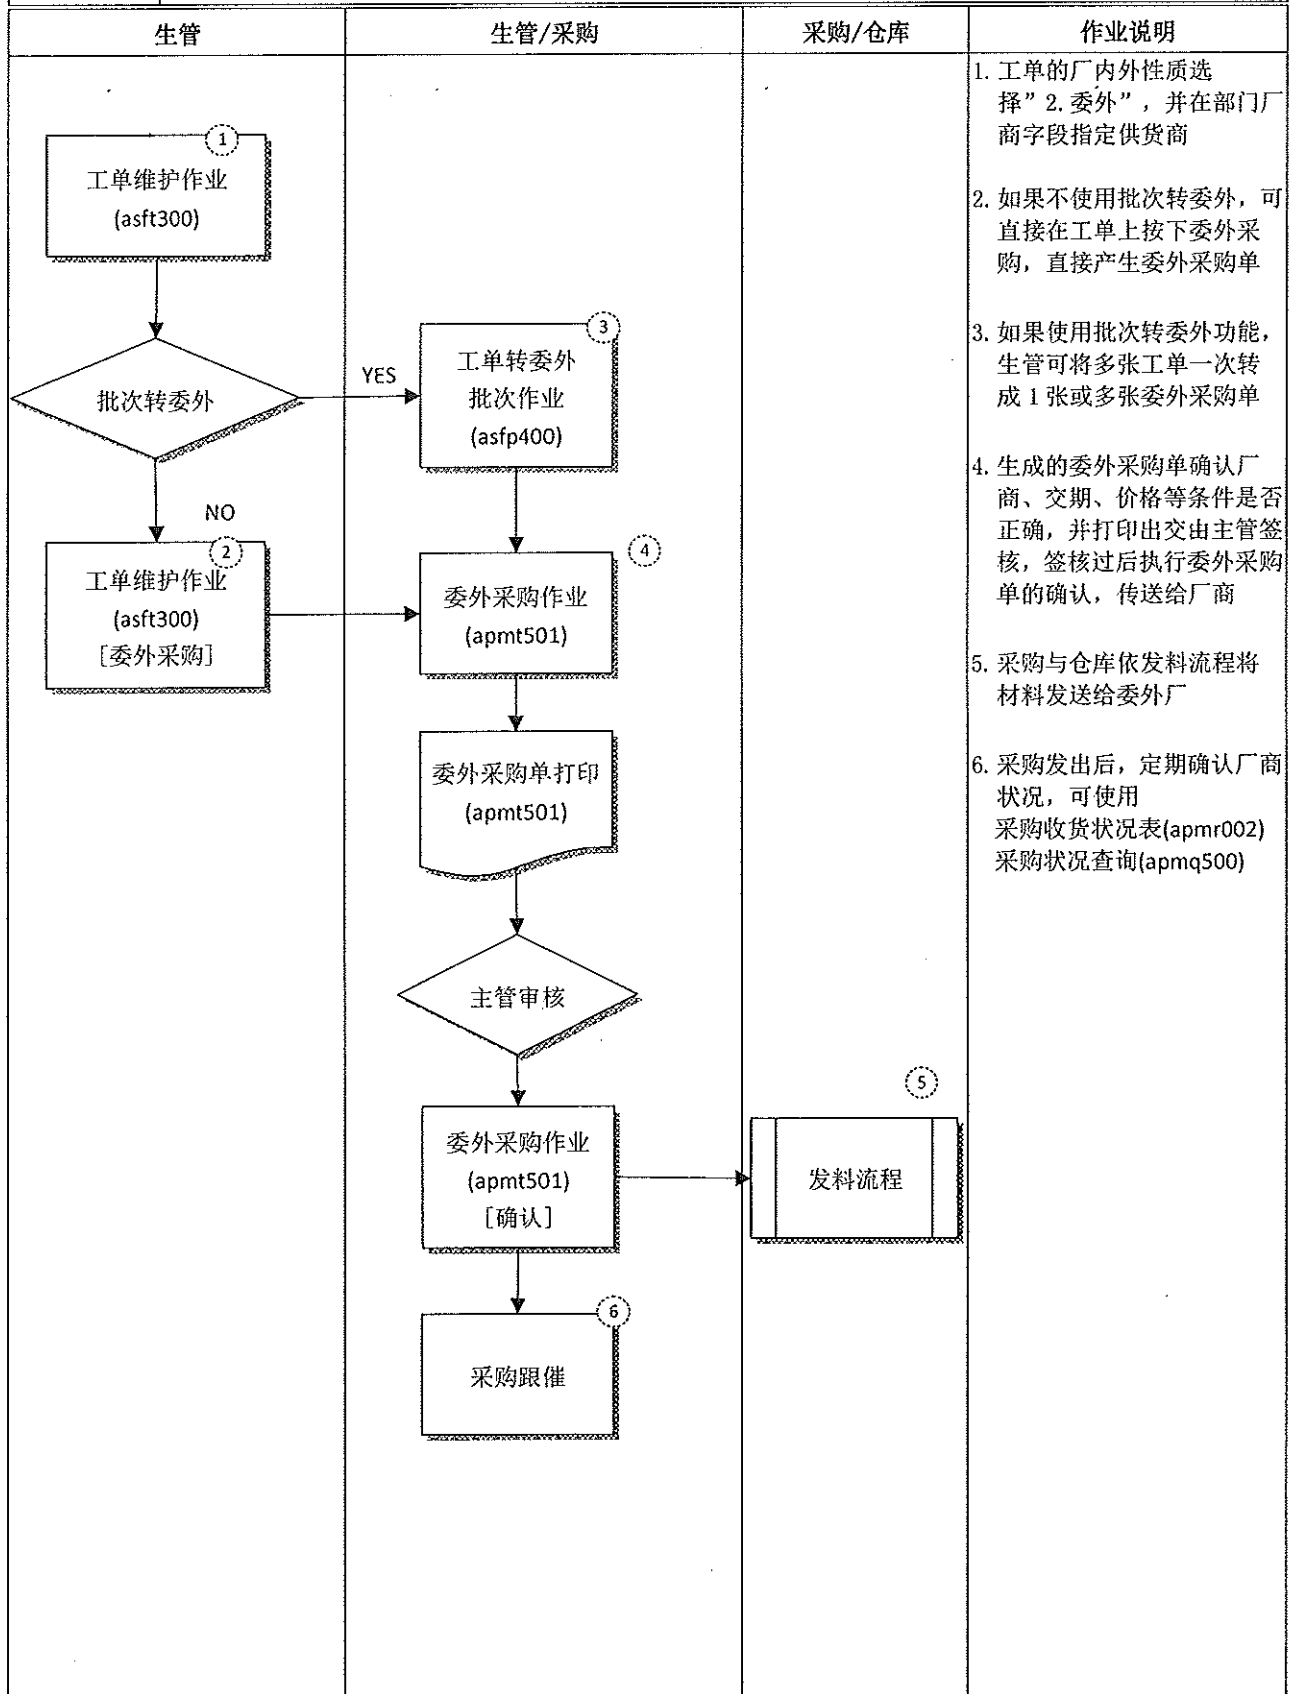 生管
生管/采购
采购/仓库
作业说明
1
工单维护作业
(asft300)
批次转委外
YES
NO
2
工单维护作业
(asft300)
[委外采购]
3
工单转委外
批次作业
(asfp400)
4
委外采购作业
(apmt501)
委外采购单打印
(apmt501)
主管审核
委外采购作业
(apmt501)
[确认]
5
发料流程
6
采购跟催
1. 工单的厂内外性质选
择”2.委外”，并在部门厂
商字段指定供货商
2. 如果不使用批次转委外，可
直接在工单上按下委外采
购，直接产生委外采购单
3. 如果使用批次转委外功能，
生管可将多张工单一次转
成1张或多张委外采购单
4. 生成的委外采购单确认厂
商、交期、价格等条件是否
正确，并打印出交由主管签
核，签核过后执行委外采购
单的确认，传送给厂商
5. 采购与仓库依发料流程将
材料发送给委外厂
6. 采购发出后，定期确认厂商
状况，可使用
采购收货状况表(apmr002)
采购状况查询(apmq500)